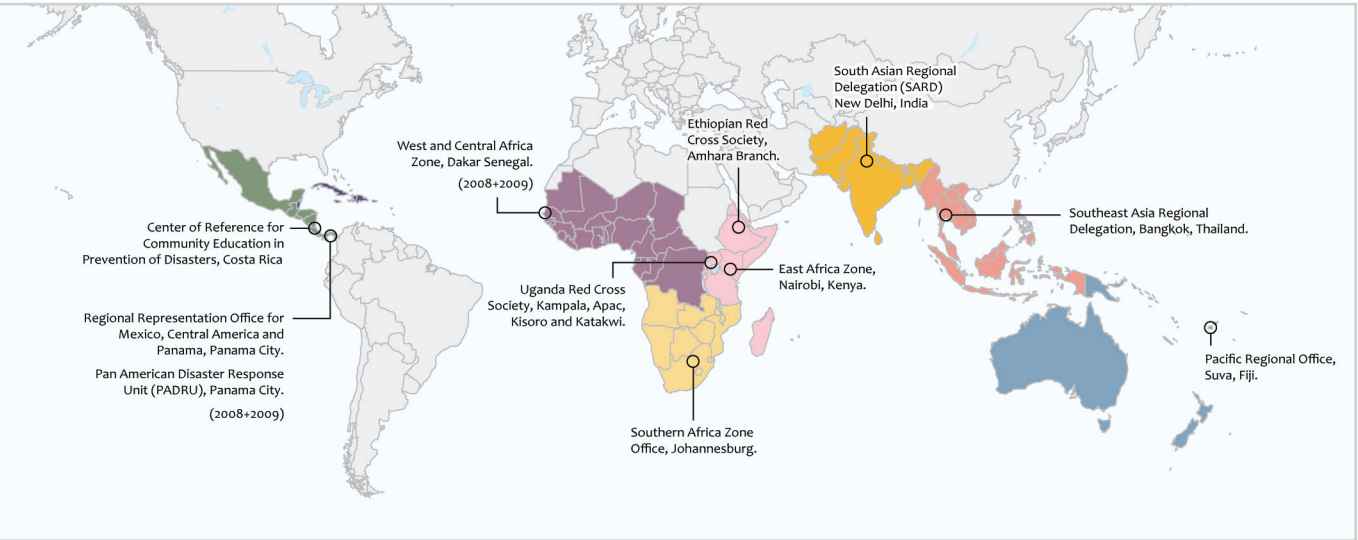 South Asian Regional
Delegation (SARD)
New Delhi, India
Ethiopian Red
Cross Society,
Amhara Branch.
West and Central Africa
Zone, Dakar Senegal.
(2008+2009)
Center of Reference for
Community Education in
Prevention of Disasters, Costa Rica
Southeast Asia Regional
Delegation, Bangkok, Thailand.
East Africa Zone,
Nairobi, Kenya.
Uganda Red Cross
Society, Kampala, Apac,
Kisoro and Katakwi.
Regional Representation Office for
Mexico, Central America and
Panama, Panama City.
Pan American Disaster Response
Unit (PADRU), Panama City.
(2008+2009)
Pacific Regional Office,
Suva, Fiji.
Southern Africa Zone
Office, Johannesburg.